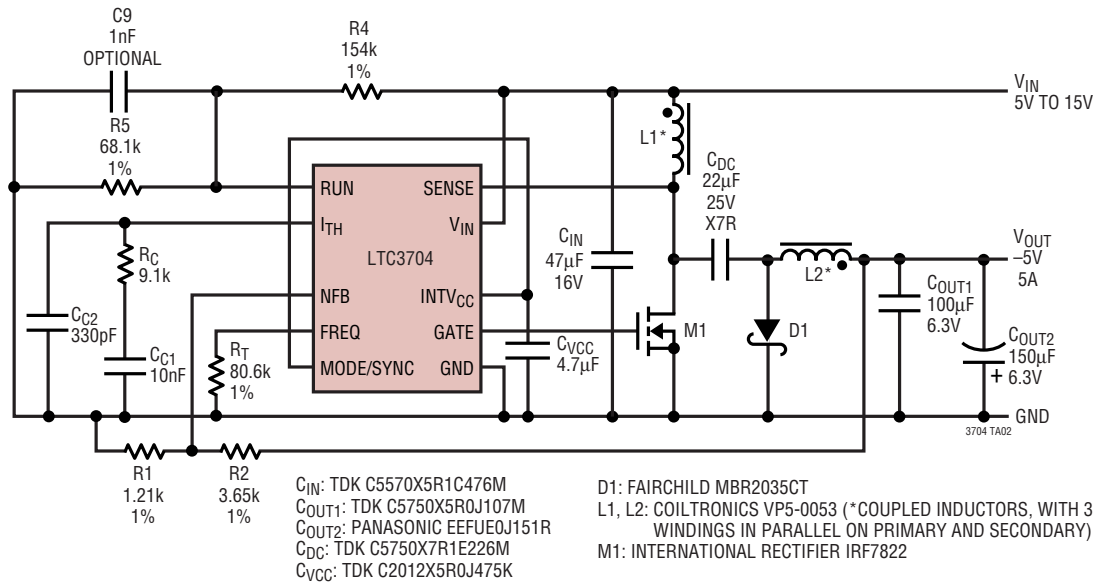 C9
1nF
OPTIONAL
R4
154k
1%
VIN
5V TO 15V
R5
68.1k
1%
L1*
CDC
22µF
25V
X7R
RUN
SENSE
ITH
VIN
LTC3704
NFB
INTVCC
FREQ
GATE
MODE/SYNC
GND
RC
9.1k
CC2
330pF
CC1
10nF
RT
80.6k
1%
CIN
47µF
16V
CVCC
4.7µF
M1
D1
L2*
VOUT
–5V
5A
COUT1
100µF
6.3V
COUT2
150µF
+ 6.3V
GND
3704 TA02
R1
1.21k
1%
R2
3.65k
1%
CIN: TDK C5570X5R1C476M
COUT1: TDK C5750X5R0J107M
COUT2: PANASONIC EEFUE0J151R
CDC: TDK C5750X7R1E226M
CVCC: TDK C2012X5R0J475K
D1: FAIRCHILD MBR2035CT
L1, L2: COILTRONICS VP5-0053 (*COUPLED INDUCTORS, WITH 3
WINDINGS IN PARALLEL ON PRIMARY AND SECONDARY)
M1: INTERNATIONAL RECTIFIER IRF7822